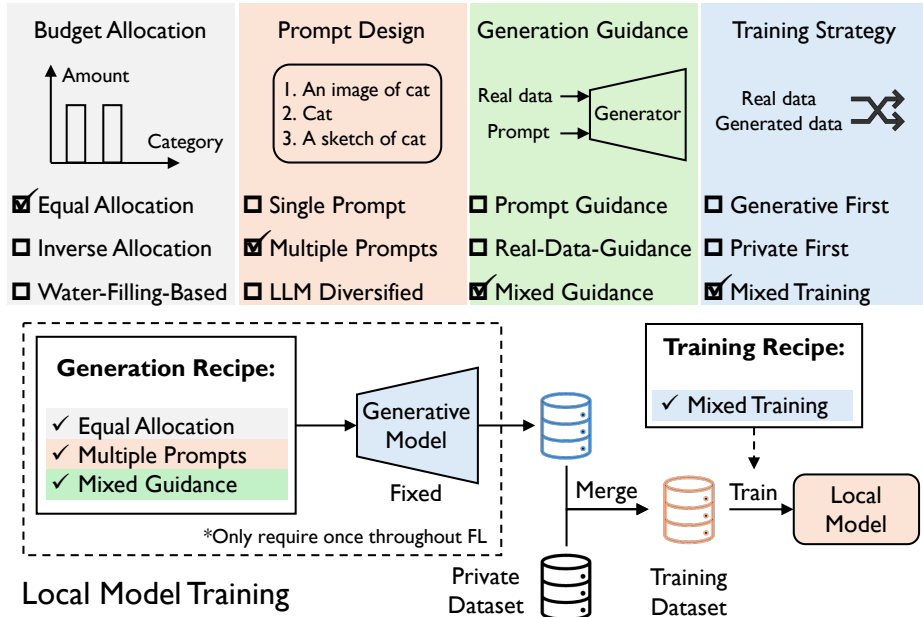 Budget Allocation
Amount
Category
Equal Allocation
Inverse Allocation
Water-Filling-Based
Prompt Design
1. An image of cat
2. Cat
3. A sketch of cat
Single Prompt
Multiple Prompts
LLM Diversified
Generation Guidance
Real data
Prompt
Generator
Prompt Guidance
Real-Data-Guidance
Mixed Guidance
Training Strategy
Real data
Generated data
Generative First
Private First
Mixed Training
Generation Recipe:
✓ Equal Allocation
✓ Multiple Prompts
✓ Mixed Guidance
Generative
Model
Fixed
*Only require once throughout FL
Training Recipe:
✓ Mixed Training
Merge
Train
Local
Model
Private
Dataset
Training
Dataset
Local Model Training